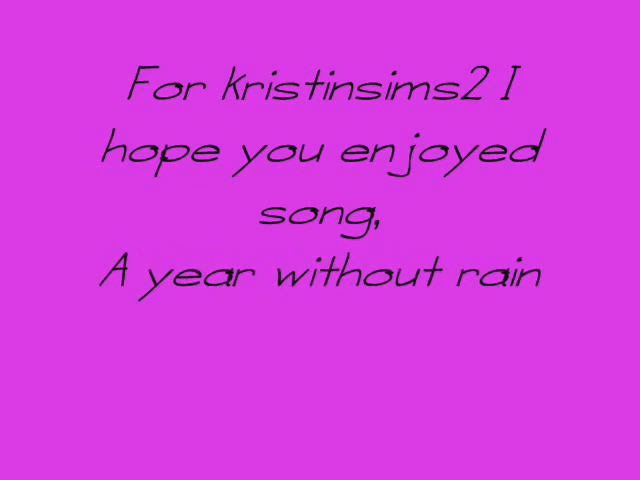 For kristinsims2 I
hope you enjoyed
song,
A year without rain